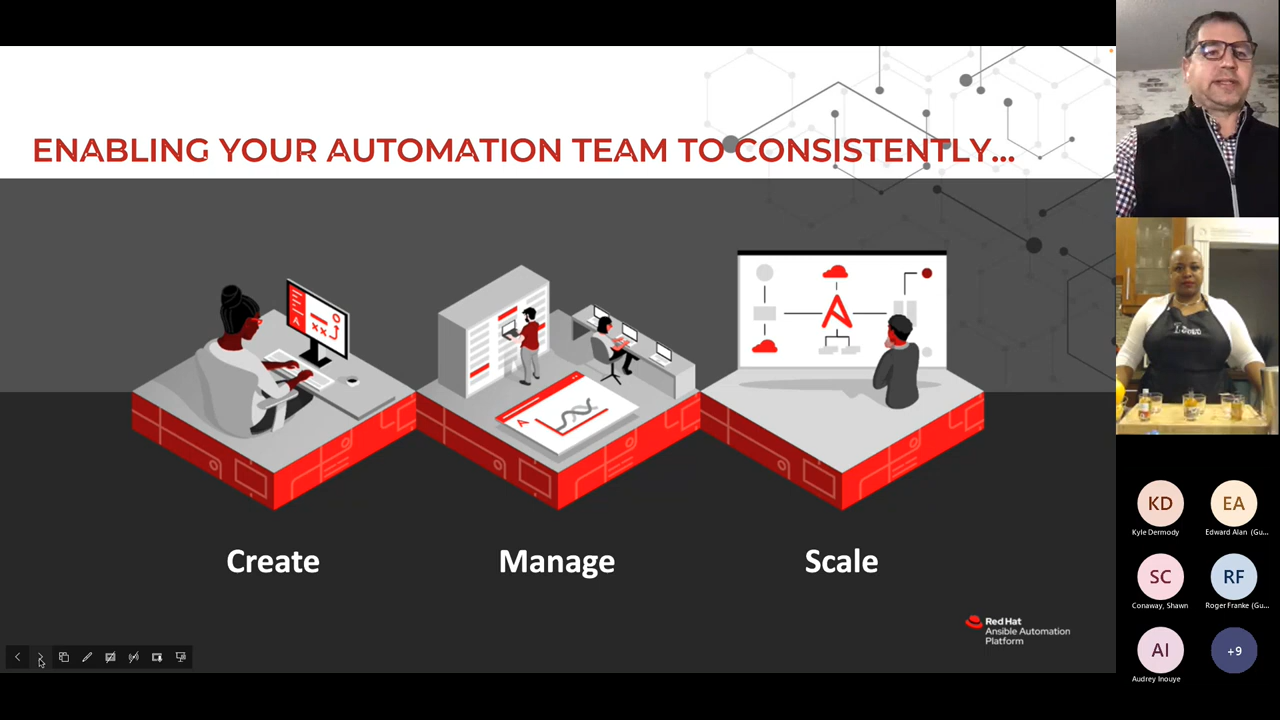 ENABLING YOUR AUTOMATION TEAM TO CONSISTENTLY...
Create
Manage
Scale
Red Hat
Ansible Automation
Platform
KD
EA
Kyle Dermody
Edward Alan (Gu...
SC
RF
Conaway, Shawn
Roger Franke (Gu...
AI
+9
Audrey Inouye